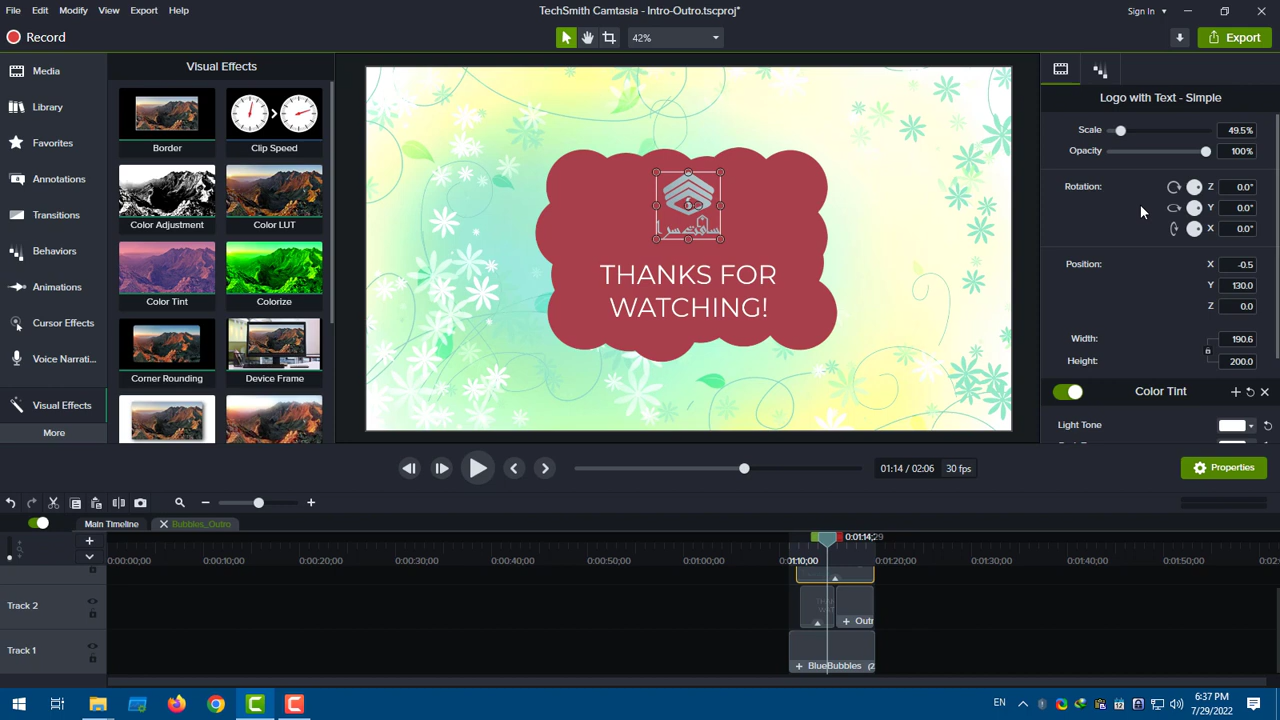 File Edit Modify View Export Help
TechSmith Camtasia - Intro-Outro.tscproj*
Sign In
Record
42%
Export
Media
Library
Favorites
Annotations
Transitions
Behaviors
Animations
Cursor Effects
Voice Narrati...
Visual Effects
More
Visual Effects
Border
Clip Speed
Color Adjustment
Color LUT
Color Tint
Colorize
Corner Rounding
Device Frame
سافت سرا
THANKS FOR
WATCHING!
Logo with Text - Simple
Scale 49.5%
Opacity 100%
Rotation: Z 0.0°
Y 0.0°
X 0.0°
Position: X -0.5
Y 130.0
Z 0.0
Width: 190.6
Height: 200.0
Color Tint
Light Tone
01:14 / 02:06 30 fps
Properties
Main Timeline
Bubbles_Outro
0:01:14;29
0:00:00;00 0:00:10;00 0:00:20;00 0:00:30;00 0:00:40;00 0:00:50;00 0:01:00;00 0:01:10;00 0:01:20;00 0:01:30;00 0:01:40;00 0:01:50;00
Track 2
+ Outr
Track 1
+ BlueBubbles (2
EN
6:37 PM
7/29/2022